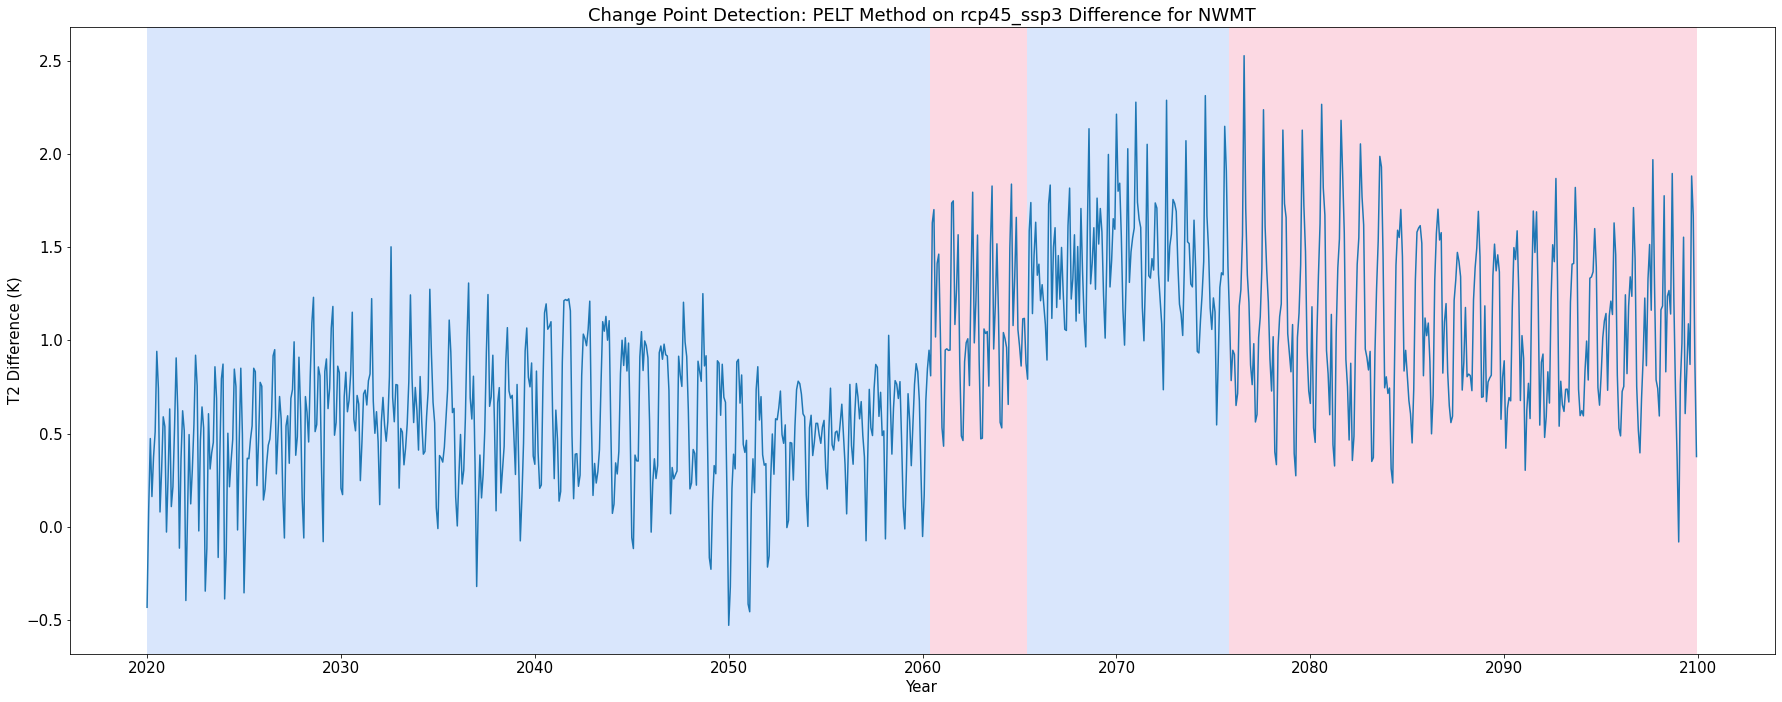 Change Point Detection: PELT Method on rcp45_ssp3 Difference for NWMT
T2 Difference (K)
2.5
2.0
1.5
1.0
0.5
0.0
−0.5
2020 2030 2040 2050 2060 2070 2080 2090 2100
Year